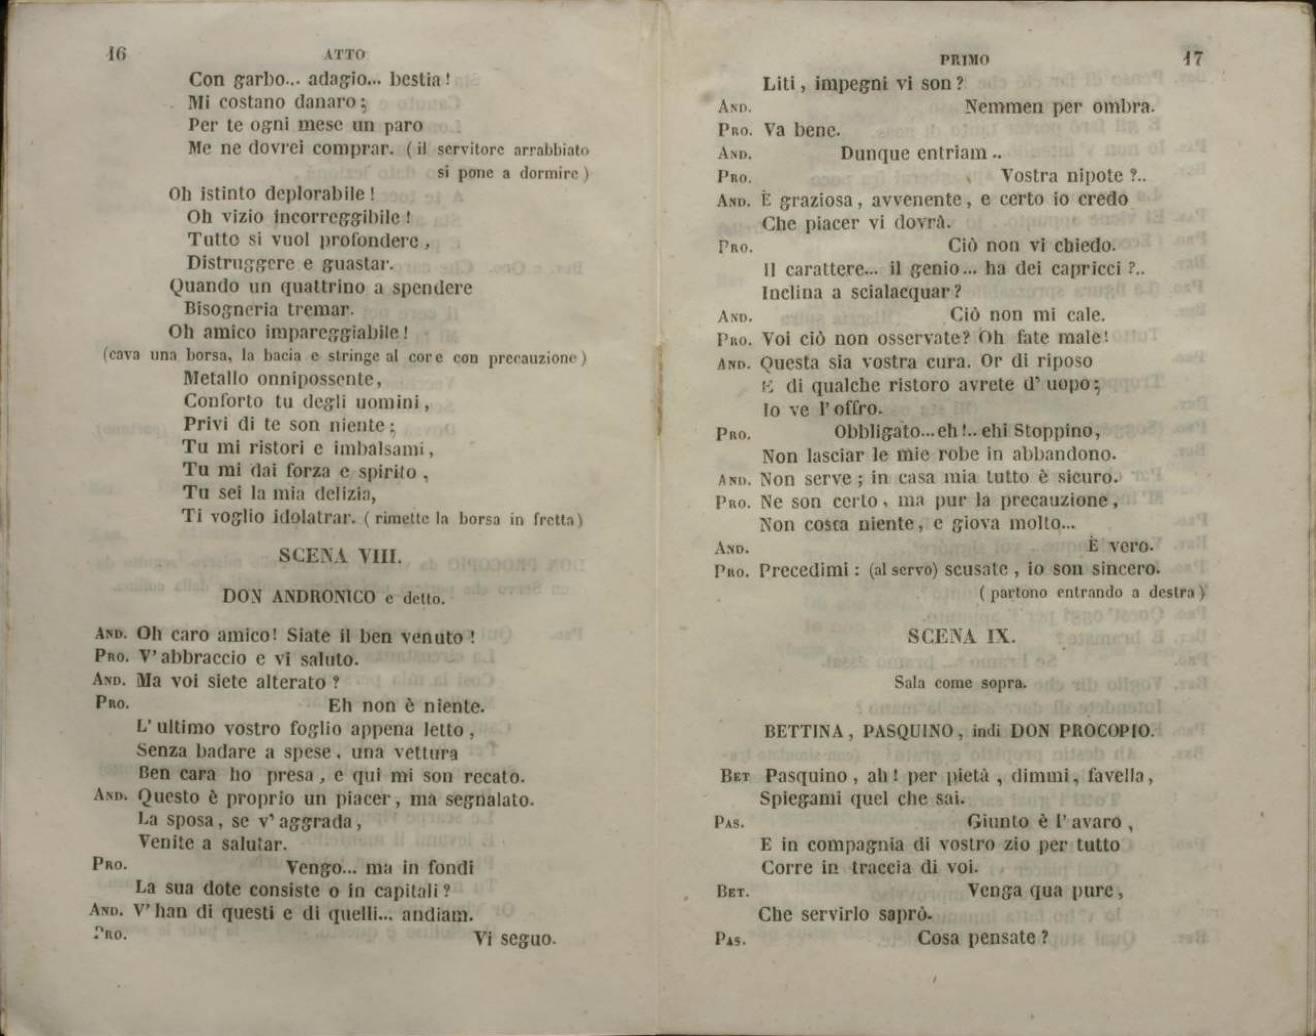 16
ATTO
Con garbo... adagio... bestia!
Mi costano danaro;
Per te ogni mese un paro
Me ne dovrei comprar. (il servitore arrabbiato
si pone a dormire)
Oh istinto deplorabile!
Oh vizio incorreggibile!
Tutto si vuol profondere,
Distruggere e guastar.
Quando un quattrino a spendere
Bisogneria tremar.
Oh amico impareggiabile!
(cava una borsa, la bacia e stringe al core con precauzione)
Metallo onnipossente,
Conforto tu degli uomini,
Privi di te son niente;
Tu mi ristori e imbalsami,
Tu mi dai forza e spirito,
Tu sei la mia delizia,
Ti voglio idolatrar. (rimette la borsa in fretta)
SCENA VIII.
DON ANDRONICO e detto.
AND. Oh caro amico! Siate il ben venuto!
PRO. V'abbraccio e vi saluto.
AND. Ma voi siete alterato?
PRO. Eh non è niente.
L'ultimo vostro foglio appena letto,
Senza badare a spese, una vettura
Ben cara ho presa, e qui mi son recato.
AND. Questo è proprio un piacer, ma segnalato.
La sposa, se v'aggrada,
Venite a salutar.
PRO. Vengo... ma in fondi
La sua dote consiste o in capitali?
AND. V'han di questi e di quelli... andiam.
PRO. Vi seguo.
PRIMO
17
Liti, impegni vi son?
AND. Nemmen per ombra.
PRO. Va bene.
AND. Dunque entriam..
PRO. Vostra nipote?..
AND. È graziosa, avvenente, e certo io credo
Che piacer vi dovrà.
PRO. Ciò non vi chiedo.
Il carattere... il genio... ha dei capricci?..
Inclina a scialacquar?
AND. Ciò non mi cale.
PRO. Voi ciò non osservate? Oh fate male!
AND. Questa sia vostra cura. Or di riposo
E di qualche ristoro avrete d'uopo;
Io ve l'offro.
PRO. Obbligato...eh!..ehi Stoppino,
Non lasciar le mie robe in abbandono.
AND. Non serve; in casa mia tutto è sicuro.
PRO. Ne son certo, ma pur la precauzione,
Non costa niente, e giova molto...
AND. È vero.
PRO. Precedimi: (al servo) scusate, io son sincero.
(partono entrando a destra)
SCENA IX.
Sala come sopra.
BETTINA, PASQUINO, indi DON PROCOPIO.
BET Pasquino, ah! per pietà, dimmi, favella,
Spiegami quel che sai.
PAS. Giunto è l'avaro,
E in compagnia di vostro zio per tutto
Corre in traccia di voi.
BET. Venga qua pure,
Che servirlo saprò.
PAS. Cosa pensate?